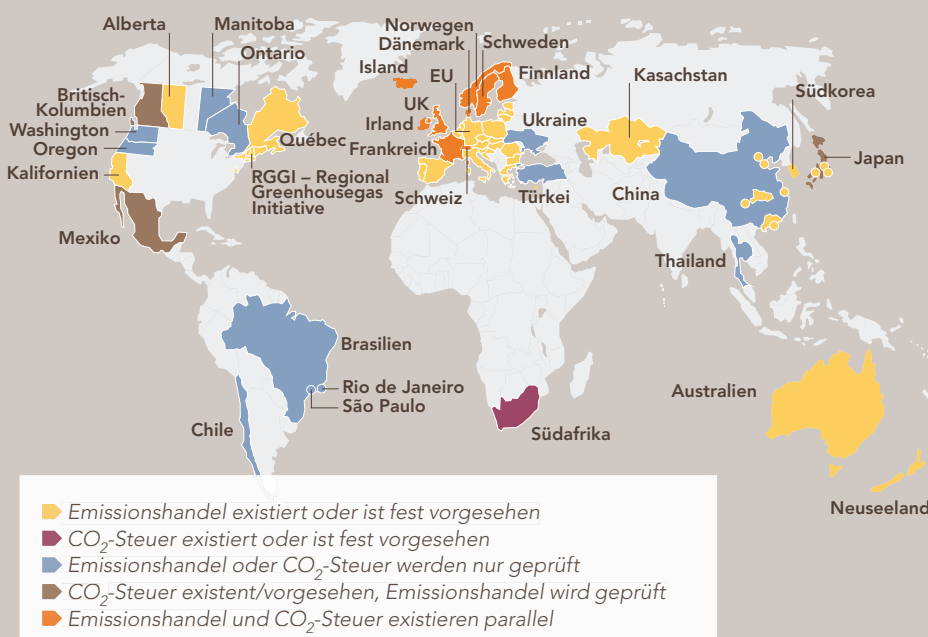 Alberta
Manitoba
Ontario
Britisch-
Kolumbien
Washington
Oregon
Kalifornien
Québec
RGGI – Regional
Greenhousegas
Initiative
Mexiko
Norwegen
Dänemark
Schweden
Island
EU
Finnland
UK
Irland
Frankreich
Schweiz
Ukraine
Türkei
Kasachstan
Südkorea
Japan
China
Thailand
Brasilien
Rio de Janeiro
São Paulo
Chile
Südafrika
Australien
Neuseeland
Emissionshandel existiert oder ist fest vorgesehen
CO₂-Steuer existiert oder ist fest vorgesehen
Emissionshandel oder CO₂-Steuer werden nur geprüft
CO₂-Steuer existent/vorgesehen, Emissionshandel wird geprüft
Emissionshandel und CO₂-Steuer existieren parallel